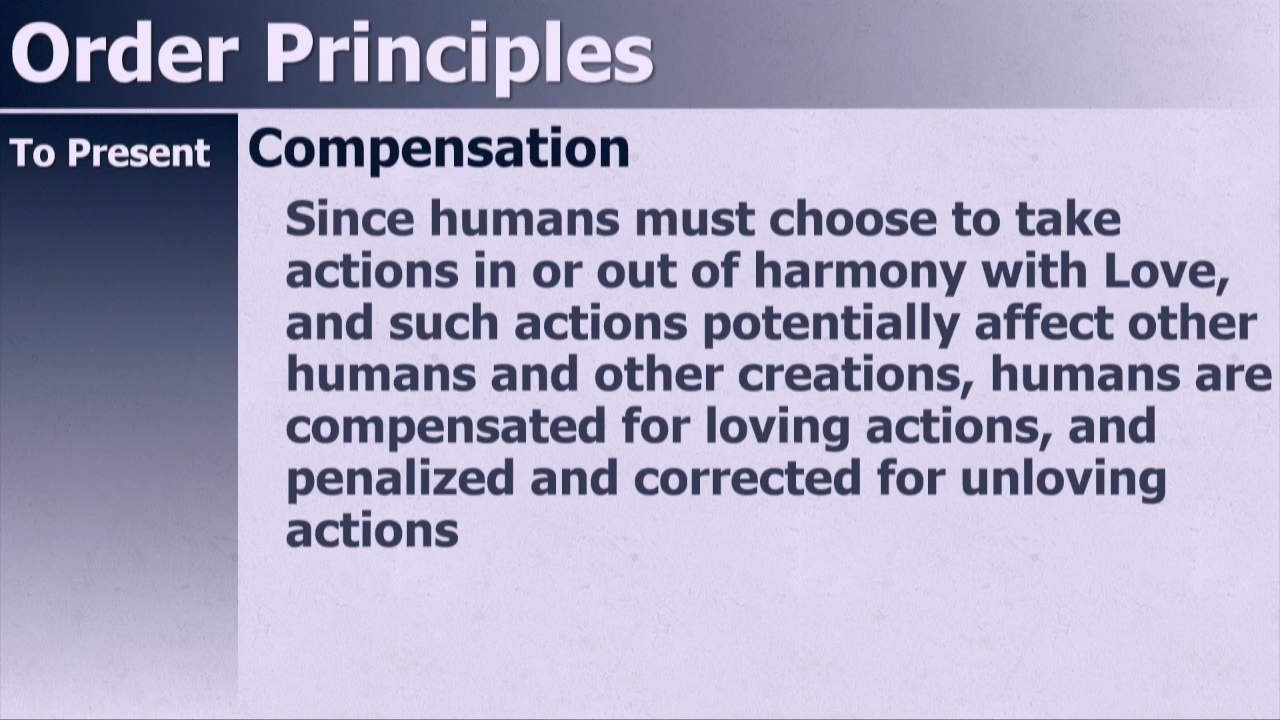 Order Principles
To Present
Compensation
Since humans must choose to take
actions in or out of harmony with Love,
and such actions potentially affect other
humans and other creations, humans are
compensated for loving actions, and
penalized and corrected for unloving
actions